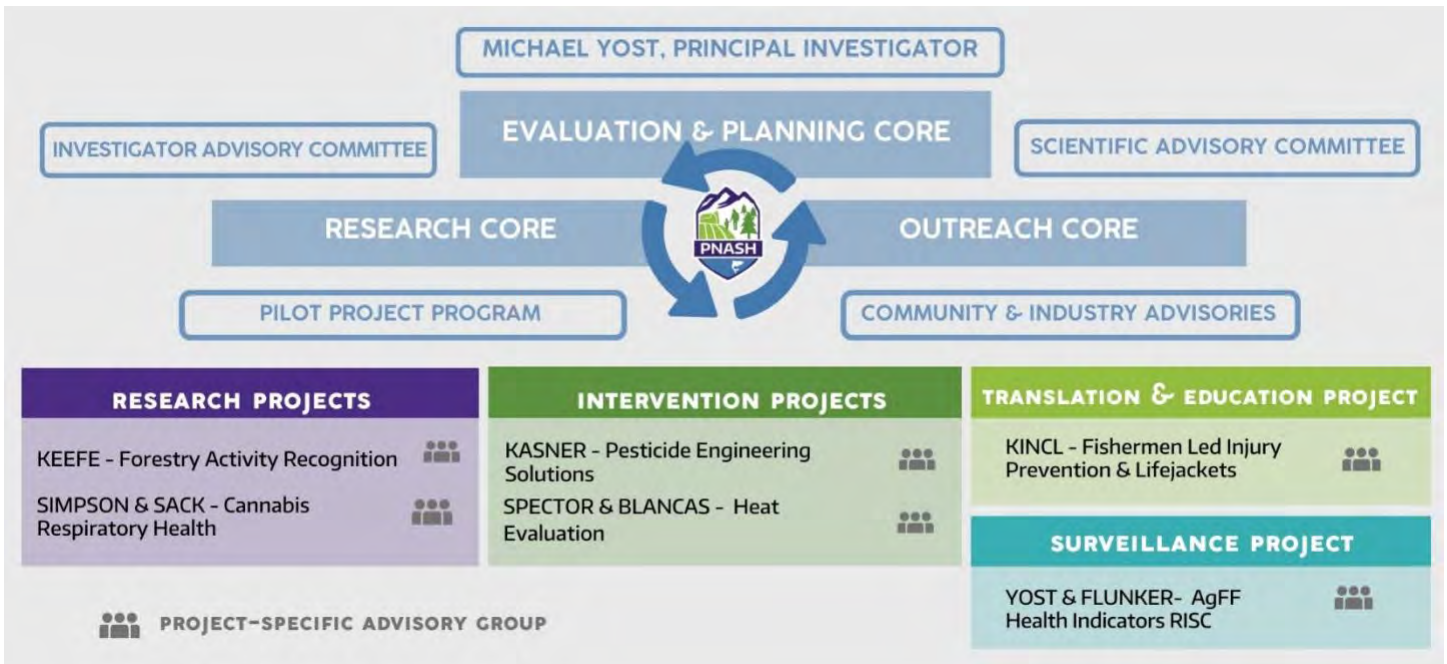 MICHAEL YOST, PRINCIPAL INVESTIGATOR
EVALUATION & PLANNING CORE
INVESTIGATOR ADVISORY COMMITTEE
SCIENTIFIC ADVISORY COMMITTEE
RESEARCH CORE
PNASH
OUTREACH CORE
PILOT PROJECT PROGRAM
COMMUNITY & INDUSTRY ADVISORIES
RESEARCH PROJECTS
KEEFE - Forestry Activity Recognition
SIMPSON & SACK - Cannabis
Respiratory Health
INTERVENTION PROJECTS
KASNER - Pesticide Engineering
Solutions
SPECTOR & BLANCAS - Heat
Evaluation
TRANSLATION & EDUCATION PROJECT
KINCL - Fishermen Led Injury
Prevention & Lifejackets
SURVEILLANCE PROJECT
YOST & FLUNKER- AgFF
Health Indicators RISC
PROJECT-SPECIFIC ADVISORY GROUP